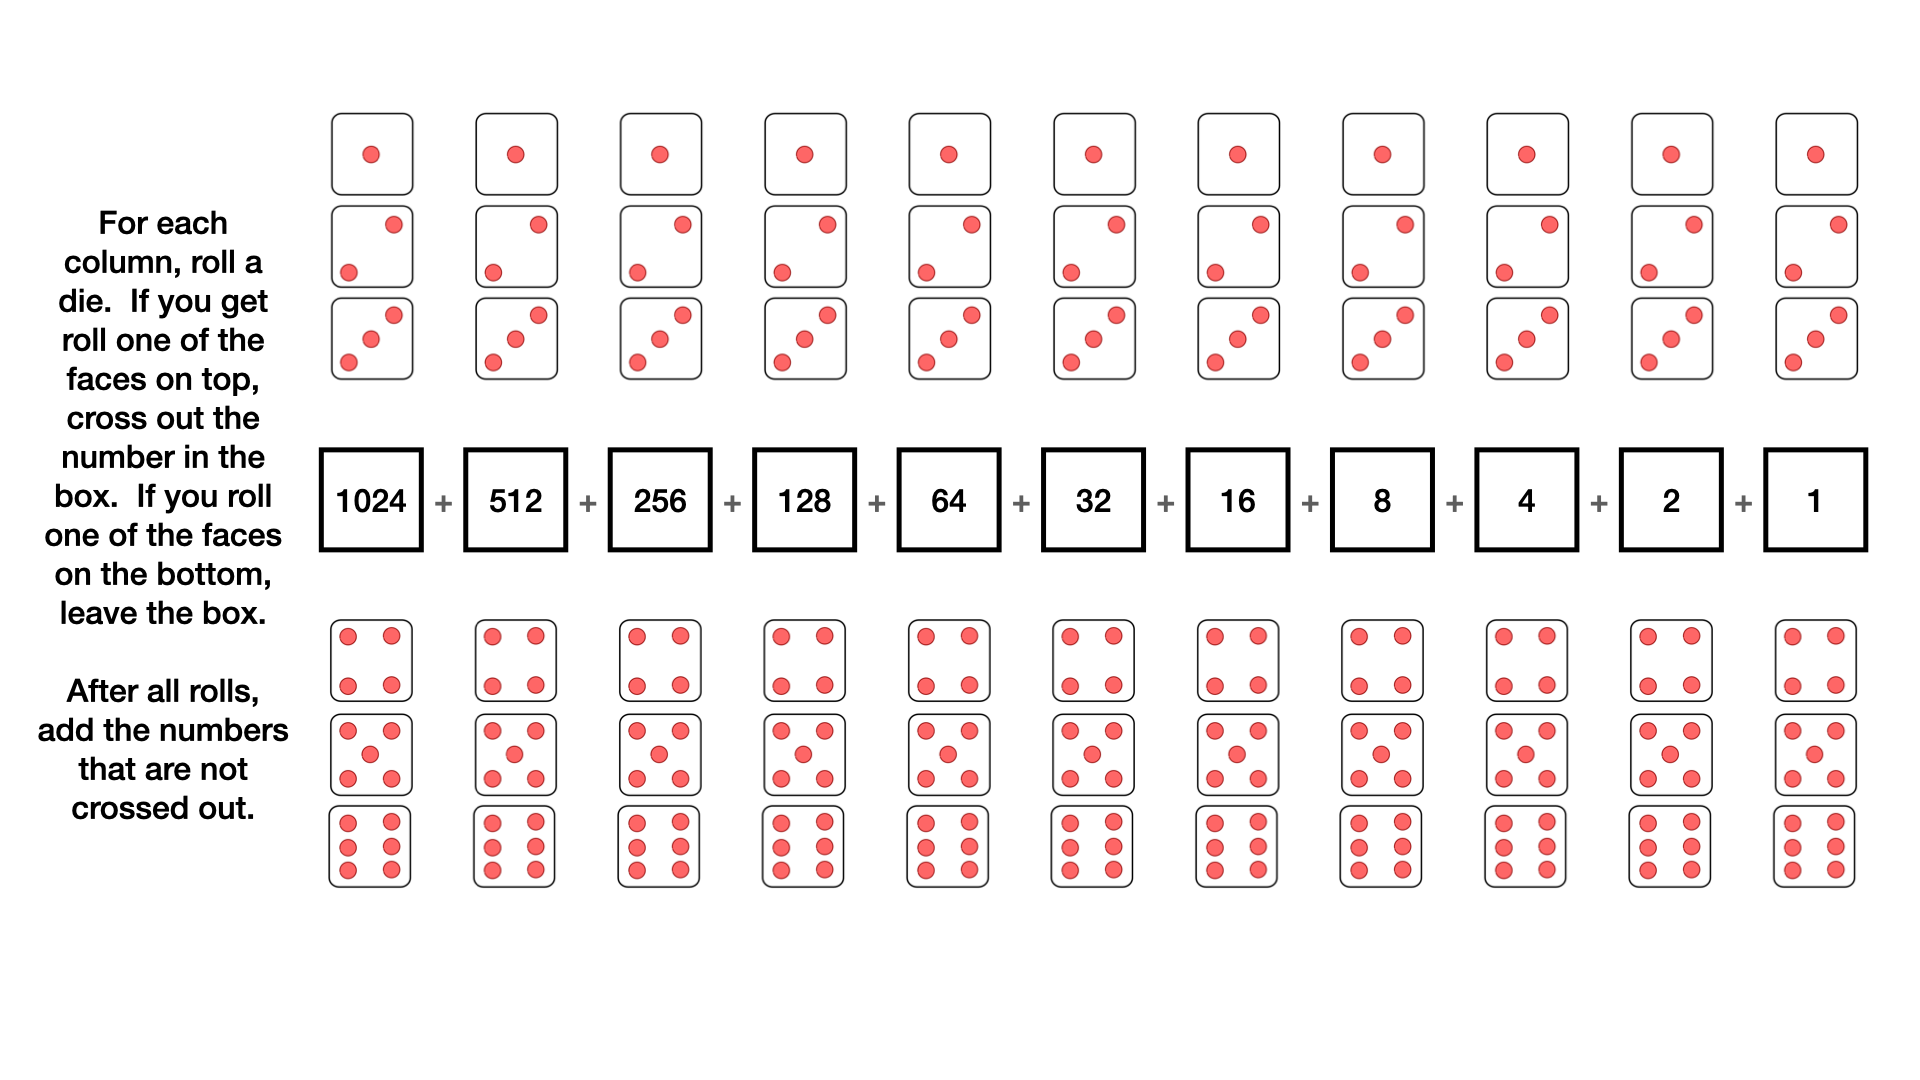 For each
column, roll a
die.  If you get
roll one of the
faces on top,
cross out the
number in the
box.  If you roll
one of the faces
on the bottom,
leave the box.
After all rolls,
add the numbers
that are not
crossed out.
1024 + 512 + 256 + 128 + 64 + 32 + 16 + 8 + 4 + 2 + 1